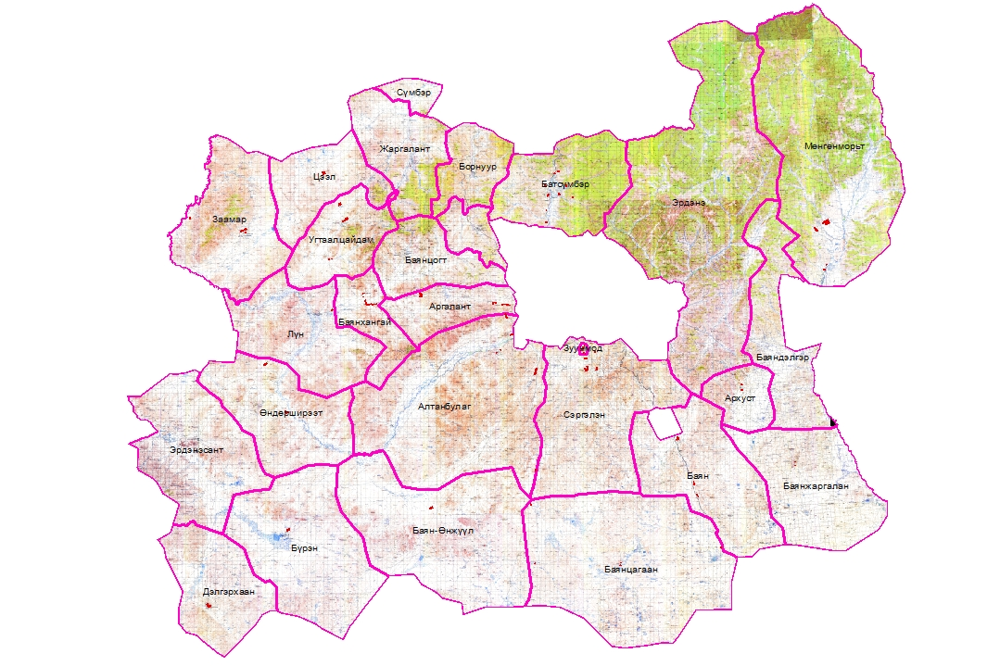 Сүмбэр
Жаргалант
Мөнгөнморьт
Борнуур
Цээл
Батсүмбэр
Эрдэнэ
Заамар
Угтаалцайдам
Баянцогт
Аргалант
Баянхангай
Лүн
Зуунмод
Баяндэлгэр
Архуст
Алтанбулаг
Өндөрширээт
Сэргэлэн
Эрдэнэсант
Баян
Баянжаргалан
Баян-Өнжүүл
Бүрэн
Баянцагаан
Дэлгэрхаан